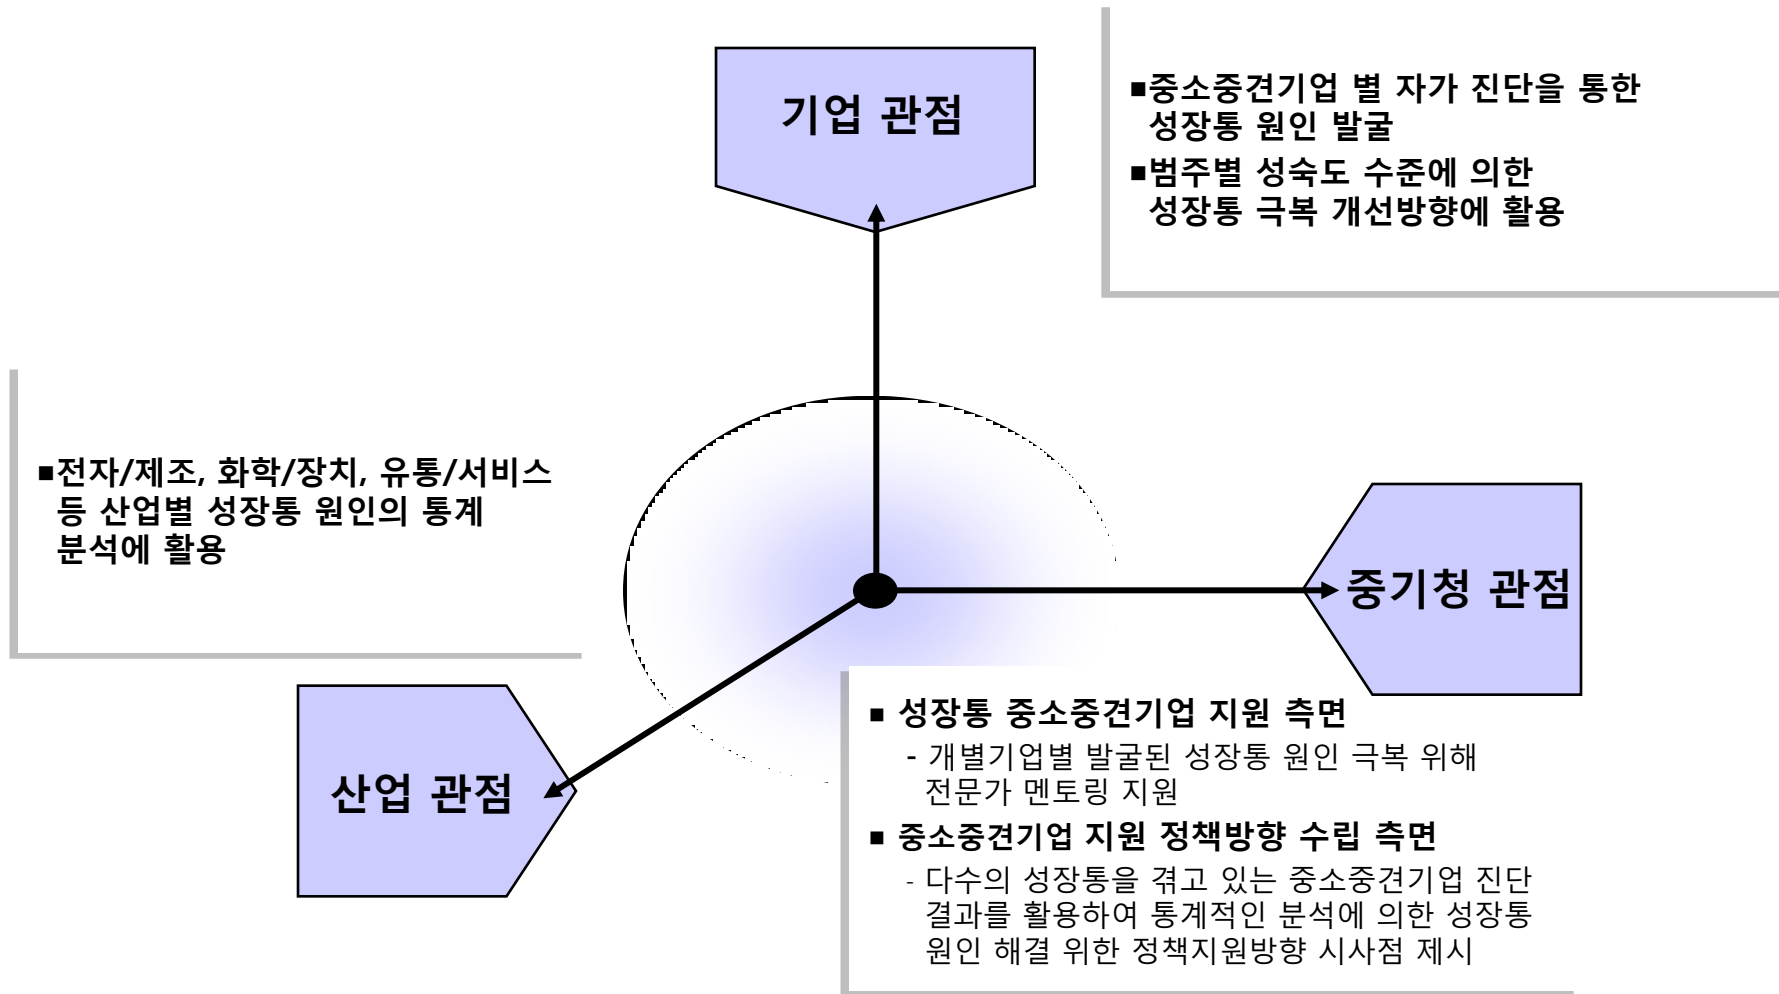 기업 관점
■중소중견기업 별 자가 진단을 통한
성장통 원인 발굴
■범주별 성숙도 수준에 의한
성장통 극복 개선방향에 활용
■전자/제조, 화학/장치, 유통/서비스
등 산업별 성장통 원인의 통계
분석에 활용
중기청 관점
산업 관점
■ 성장통 중소중견기업 지원 측면
- 개별기업별 발굴된 성장통 원인 극복 위해
전문가 멘토링 지원
■ 중소중견기업 지원 정책방향 수립 측면
- 다수의 성장통을 겪고 있는 중소중견기업 진단
결과를 활용하여 통계적인 분석에 의한 성장통
원인 해결 위한 정책지원방향 시사점 제시